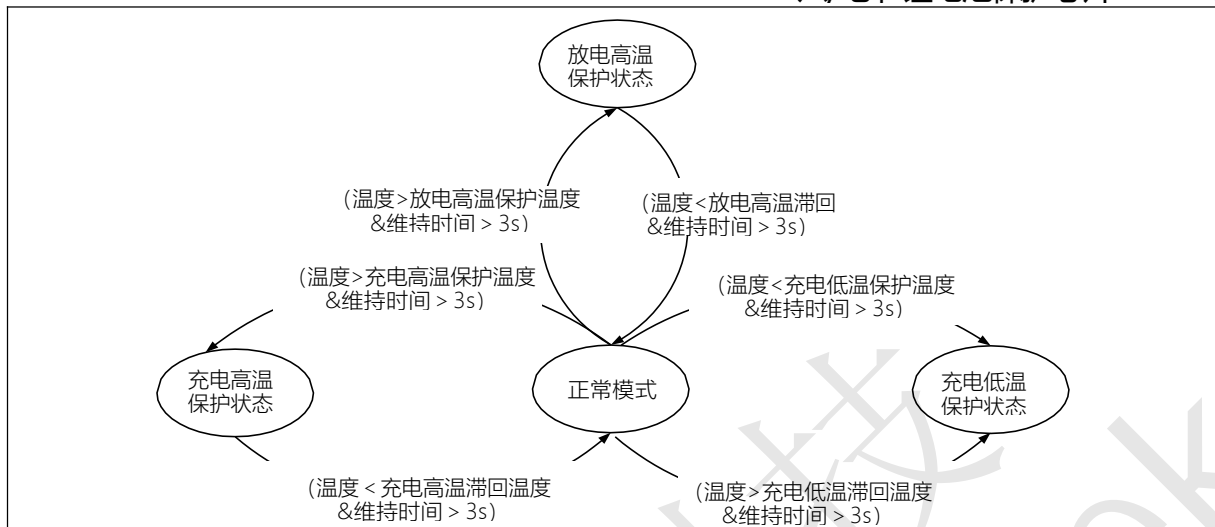 放电高温
保护状态
(温度>放电高温保护温度
&维持时间 > 3s)
(温度<放电高温滞回
&维持时间 > 3s)
(温度>充电高温保护温度
&维持时间 > 3s)
(温度<充电低温保护温度
&维持时间 > 3s)
充电高温
保护状态
正常模式
充电低温
保护状态
(温度 < 充电高温滞回温度
&维持时间 > 3s)
(温度>充电低温滞回温度
&维持时间 > 3s)